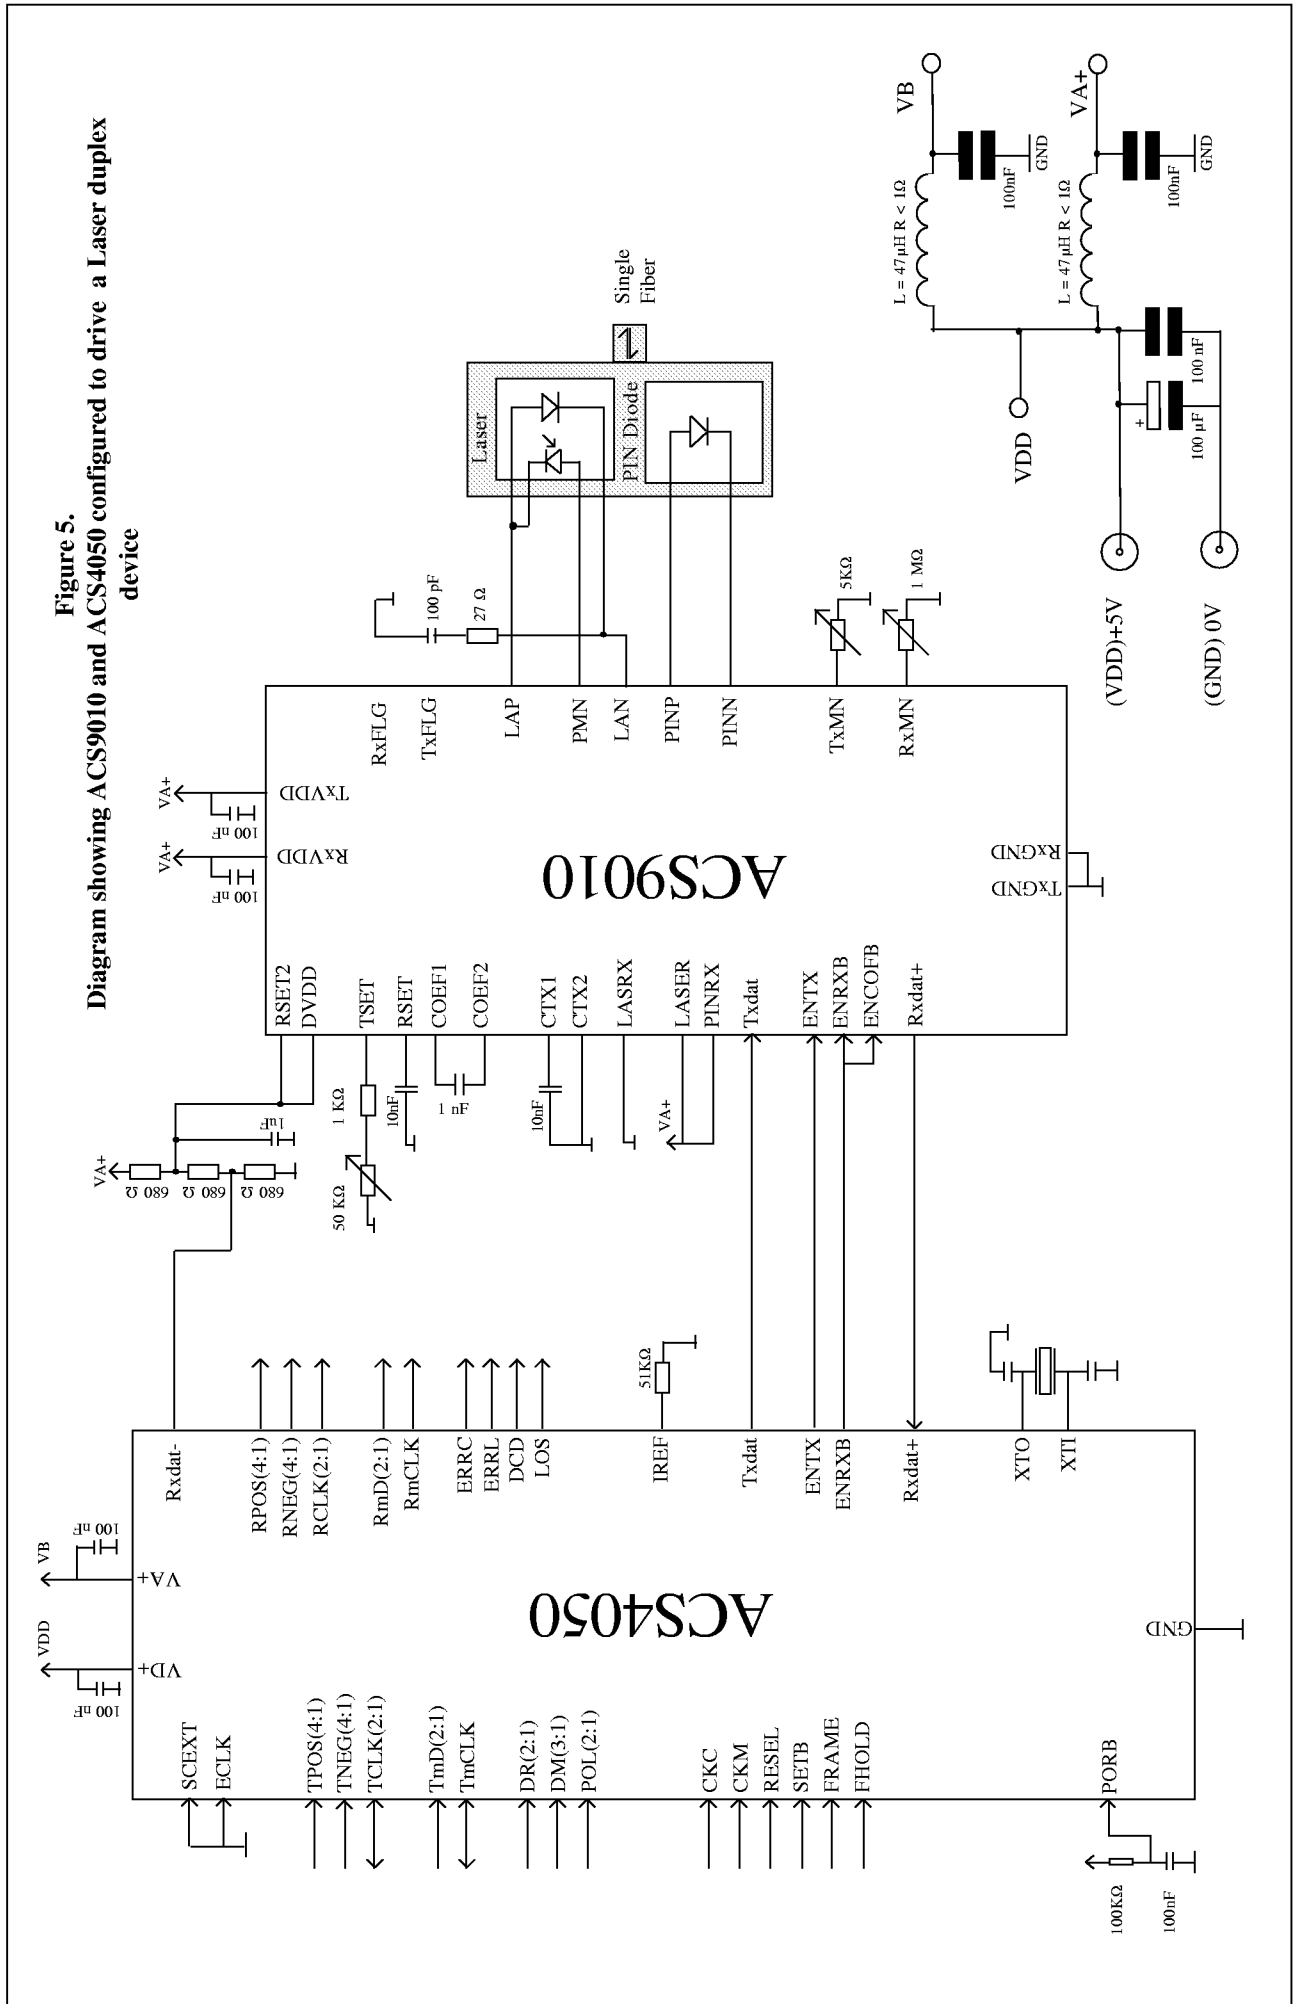 Figure 5.
Diagram showing ACS9010 and ACS4050 configured to drive a Laser duplex
device
VDD
VB
100 nF
100 nF
VD+
VA+
ACS4050
GND
SCEXT
ECLK
TPOS(4:1)
TNEG(4:1)
TCLK(2:1)
TmD(2:1)
TmCLK
DR(2:1)
DM(3:1)
POL(2:1)
CKC
CKM
RESEL
SETB
FRAME
FHOLD
PORB
100KΩ
100nF
Rxdat-
RPOS(4:1)
RNEG(4:1)
RCLK(2:1)
RmD(2:1)
RmCLK
ERRC
ERRL
DCD
LOS
IREF
51KΩ
Txdat
ENTX
ENRXB
Rxdat+
XTO
XTI
VA+
680 Ω
680 Ω
680 Ω
1uF
50 KΩ
1 KΩ
10nF
1 nF
10nF
VA+
RSET2
DVDD
TSET
RSET
COEF1
COEF2
CTX1
CTX2
LASRX
LASER
PINRX
Txdat
ENTX
ENRXB
ENCOFB
Rxdat+
VA+
VA+
100 nF
100 nF
RxVDD
TxVDD
ACS9010
TxGND
RxGND
RxFLG
TxFLG
LAP
PMN
LAN
PINP
PINN
TxMN
RxMN
100 pF
27 Ω
5KΩ
1 MΩ
Laser
PIN Diode
Single
Fiber
(VDD)+5V
(GND) 0V
VDD
100 µF
+
100 nF
L = 47µH R < 1Ω
L = 47µH R < 1Ω
100nF
GND
100nF
GND
VB
VA+